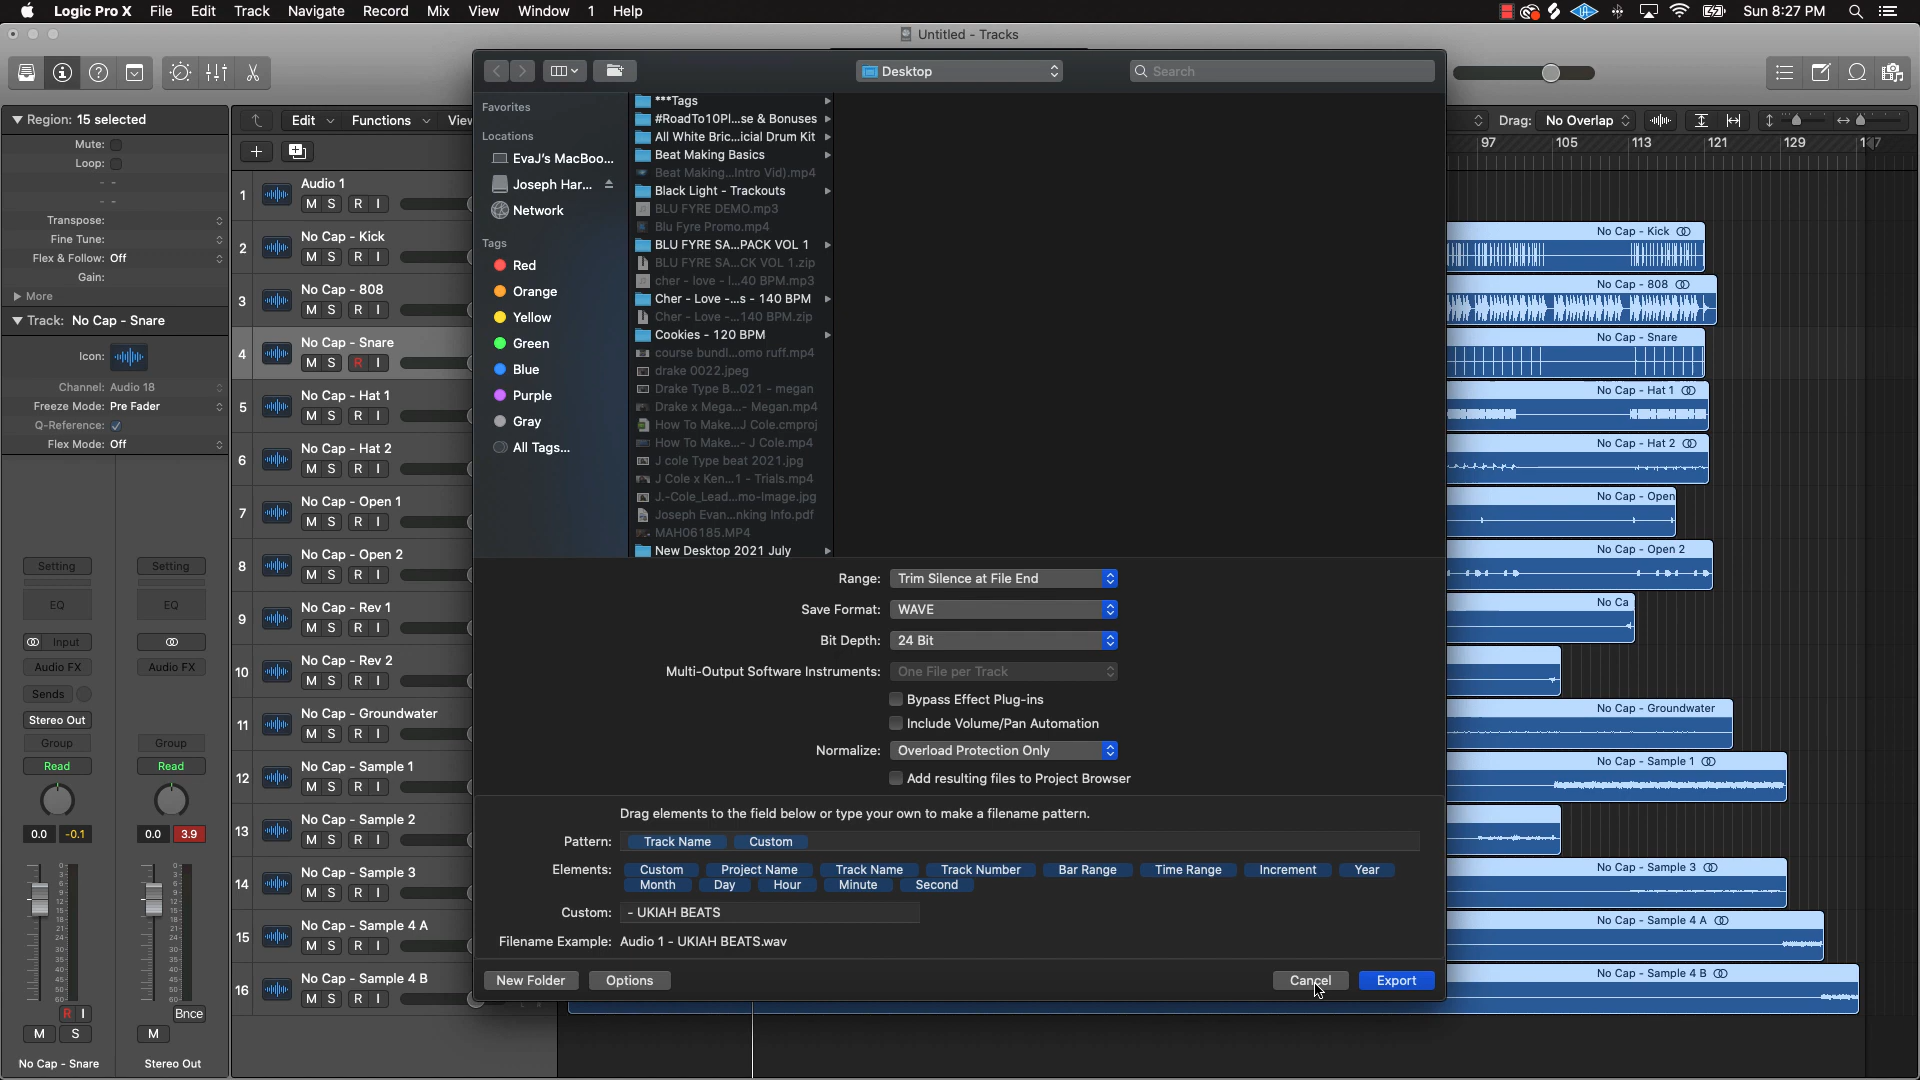 Logic Pro X File Edit Track Navigate Record Mix View Window 1 Help Sun 8:27 PM
Untitled - Tracks
Desktop
Search
Region: 15 selected
Mute:
Loop:
- -
- -
Transpose:
Fine Tune:
Flex & Follow: Off
Gain:
More
Track: No Cap - Snare
Icon:
Channel: Audio 18
Freeze Mode: Pre Fader
Q-Reference:
Flex Mode: Off
Setting Setting
EQ EQ
Input
Audio FX Audio FX
Sends
Stereo Out
Group Group
Read Read
0.0 -0.1 0.0 3.9
R I Bnce
M S M
No Cap - Snare Stereo Out
Edit Functions View
1 Audio 1
M S R I
2 No Cap - Kick
M S R I
3 No Cap - 808
M S R I
4 No Cap - Snare
M S R I
5 No Cap - Hat 1
M S R I
6 No Cap - Hat 2
M S R I
7 No Cap - Open 1
M S R I
8 No Cap - Open 2
M S R I
9 No Cap - Rev 1
M S R I
10 No Cap - Rev 2
M S R I
11 No Cap - Groundwater
M S R I
12 No Cap - Sample 1
M S R I
13 No Cap - Sample 2
M S R I
14 No Cap - Sample 3
M S R I
15 No Cap - Sample 4 A
M S R I
16 No Cap - Sample 4 B
M S R I
Favorites
Locations
EvaJ's MacBoo...
Joseph Har...
Network
Tags
Red
Orange
Yellow
Green
Blue
Purple
Gray
All Tags...
***Tags
#RoadTo10Pl...se & Bonuses
All White Bric...icial Drum Kit
Beat Making Basics
Beat Making...Intro Vid).mp4
Black Light - Trackouts
BLU FYRE DEMO.mp3
Blu Fyre Promo.mp4
BLU FYRE SA...PACK VOL 1
BLU FYRE SA...CK VOL 1.zip
cher - love - l...40 BPM.mp3
Cher - Love -...s - 140 BPM
Cher - Love -...140 BPM.zip
Cookies - 120 BPM
course bundl...omo ruff.mp4
drake 0022.jpeg
Drake Type B...021 - megan
Drake x Mega...- Megan.mp4
How To Make...J Cole.cmproj
How To Make...- J Cole.mp4
J cole Type beat 2021.jpg
J Cole x Ken...1 - Trials.mp4
J.-Cole_Lead...mo-Image.jpg
Joseph Evan...nking Info.pdf
MAH06185.MP4
New Desktop 2021 July
Range: Trim Silence at File End
Save Format: WAVE
Bit Depth: 24 Bit
Multi-Output Software Instruments: One File per Track
Bypass Effect Plug-ins
Include Volume/Pan Automation
Normalize: Overload Protection Only
Add resulting files to Project Browser
Drag elements to the field below or type your own to make a filename pattern.
Pattern: Track Name Custom
Elements: Custom Project Name Track Name Track Number Bar Range Time Range Increment Year
Month Day Hour Minute Second
Custom: - UKIAH BEATS
Filename Example: Audio 1 - UKIAH BEATS.wav
New Folder Options Cancel Export
Drag: No Overlap
97 105 113 121 129
No Cap - Kick
No Cap - 808
No Cap - Snare
No Cap - Hat 1
No Cap - Hat 2
No Cap - Open
No Cap - Open 2
No Ca
No Cap - Groundwater
No Cap - Sample 1
No Cap - Sample 3
No Cap - Sample 4 A
No Cap - Sample 4 B